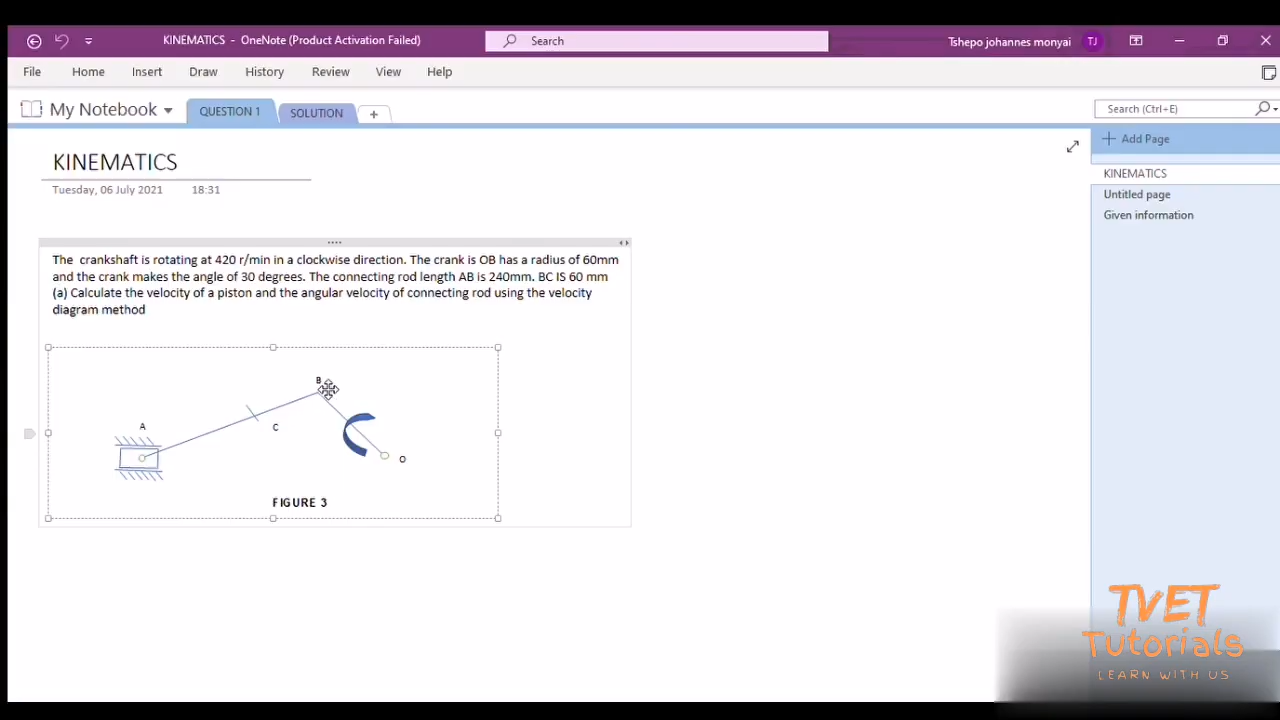 KINEMATICS - OneNote (Product Activation Failed)
Search
Tshepo johannes monyai
TJ
File
Home
Insert
Draw
History
Review
View
Help
My Notebook
QUESTION 1
SOLUTION
+
Search (Ctrl+E)
Add Page
KINEMATICS
Untitled page
Given information
KINEMATICS
Tuesday, 06 July 2021 18:31
The crankshaft is rotating at 420 r/min in a clockwise direction. The crank is OB has a radius of 60mm
and the crank makes the angle of 30 degrees. The connecting rod length AB is 240mm. BC IS 60 mm
(a) Calculate the velocity of a piston and the angular velocity of connecting rod using the velocity
diagram method
B
A
C
O
FIGURE 3
TVET
Tutorials
LEARN WITH US